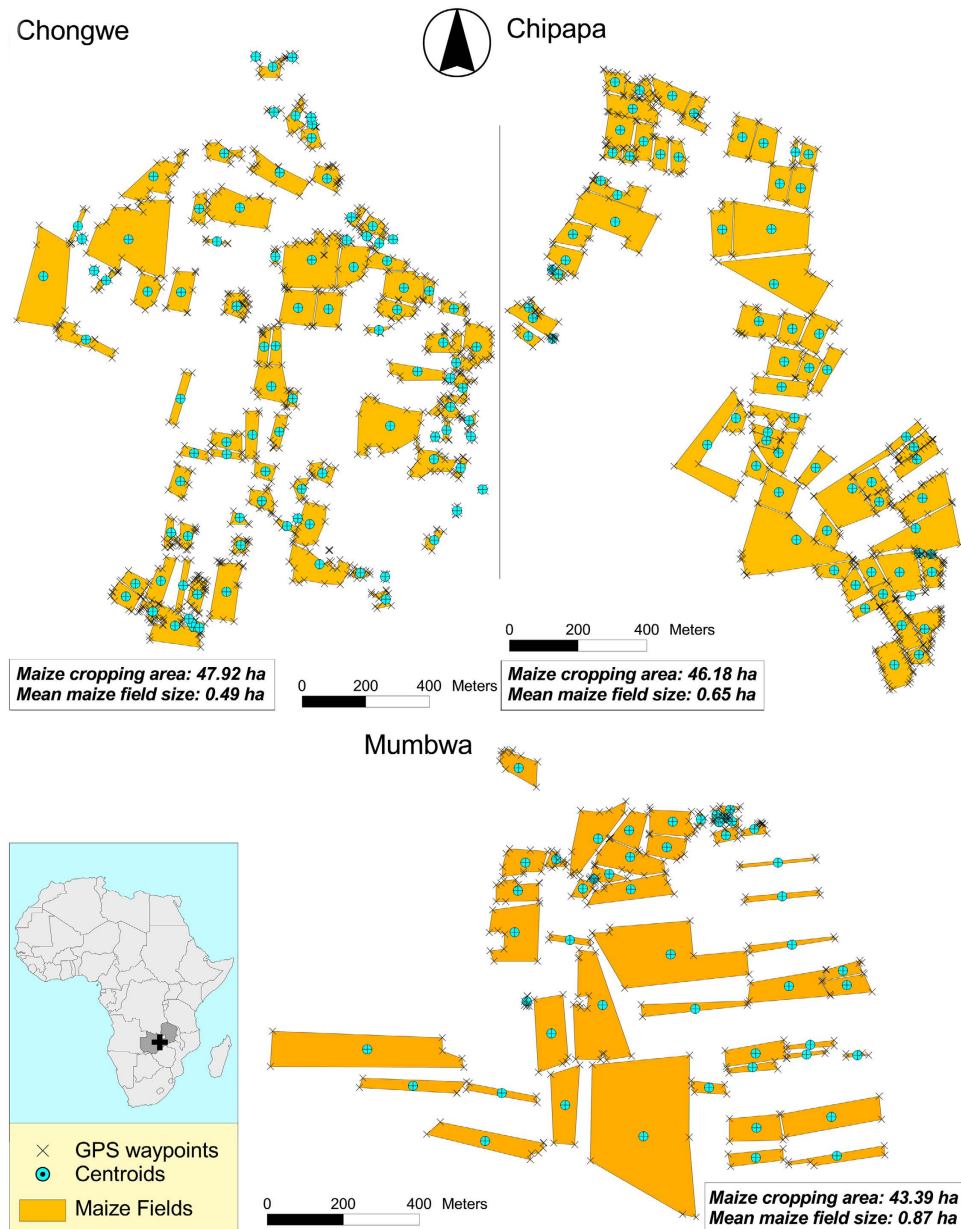 Chongwe
Chipapa
0 200 400 Meters
Maize cropping area: 47.92 ha
Mean maize field size: 0.49 ha
0 200 400 Meters
Maize cropping area: 46.18 ha
Mean maize field size: 0.65 ha
Mumbwa
GPS waypoints
Centroids
Maize Fields
0 200 400 Meters
Maize cropping area: 43.39 ha
Mean maize field size: 0.87 ha